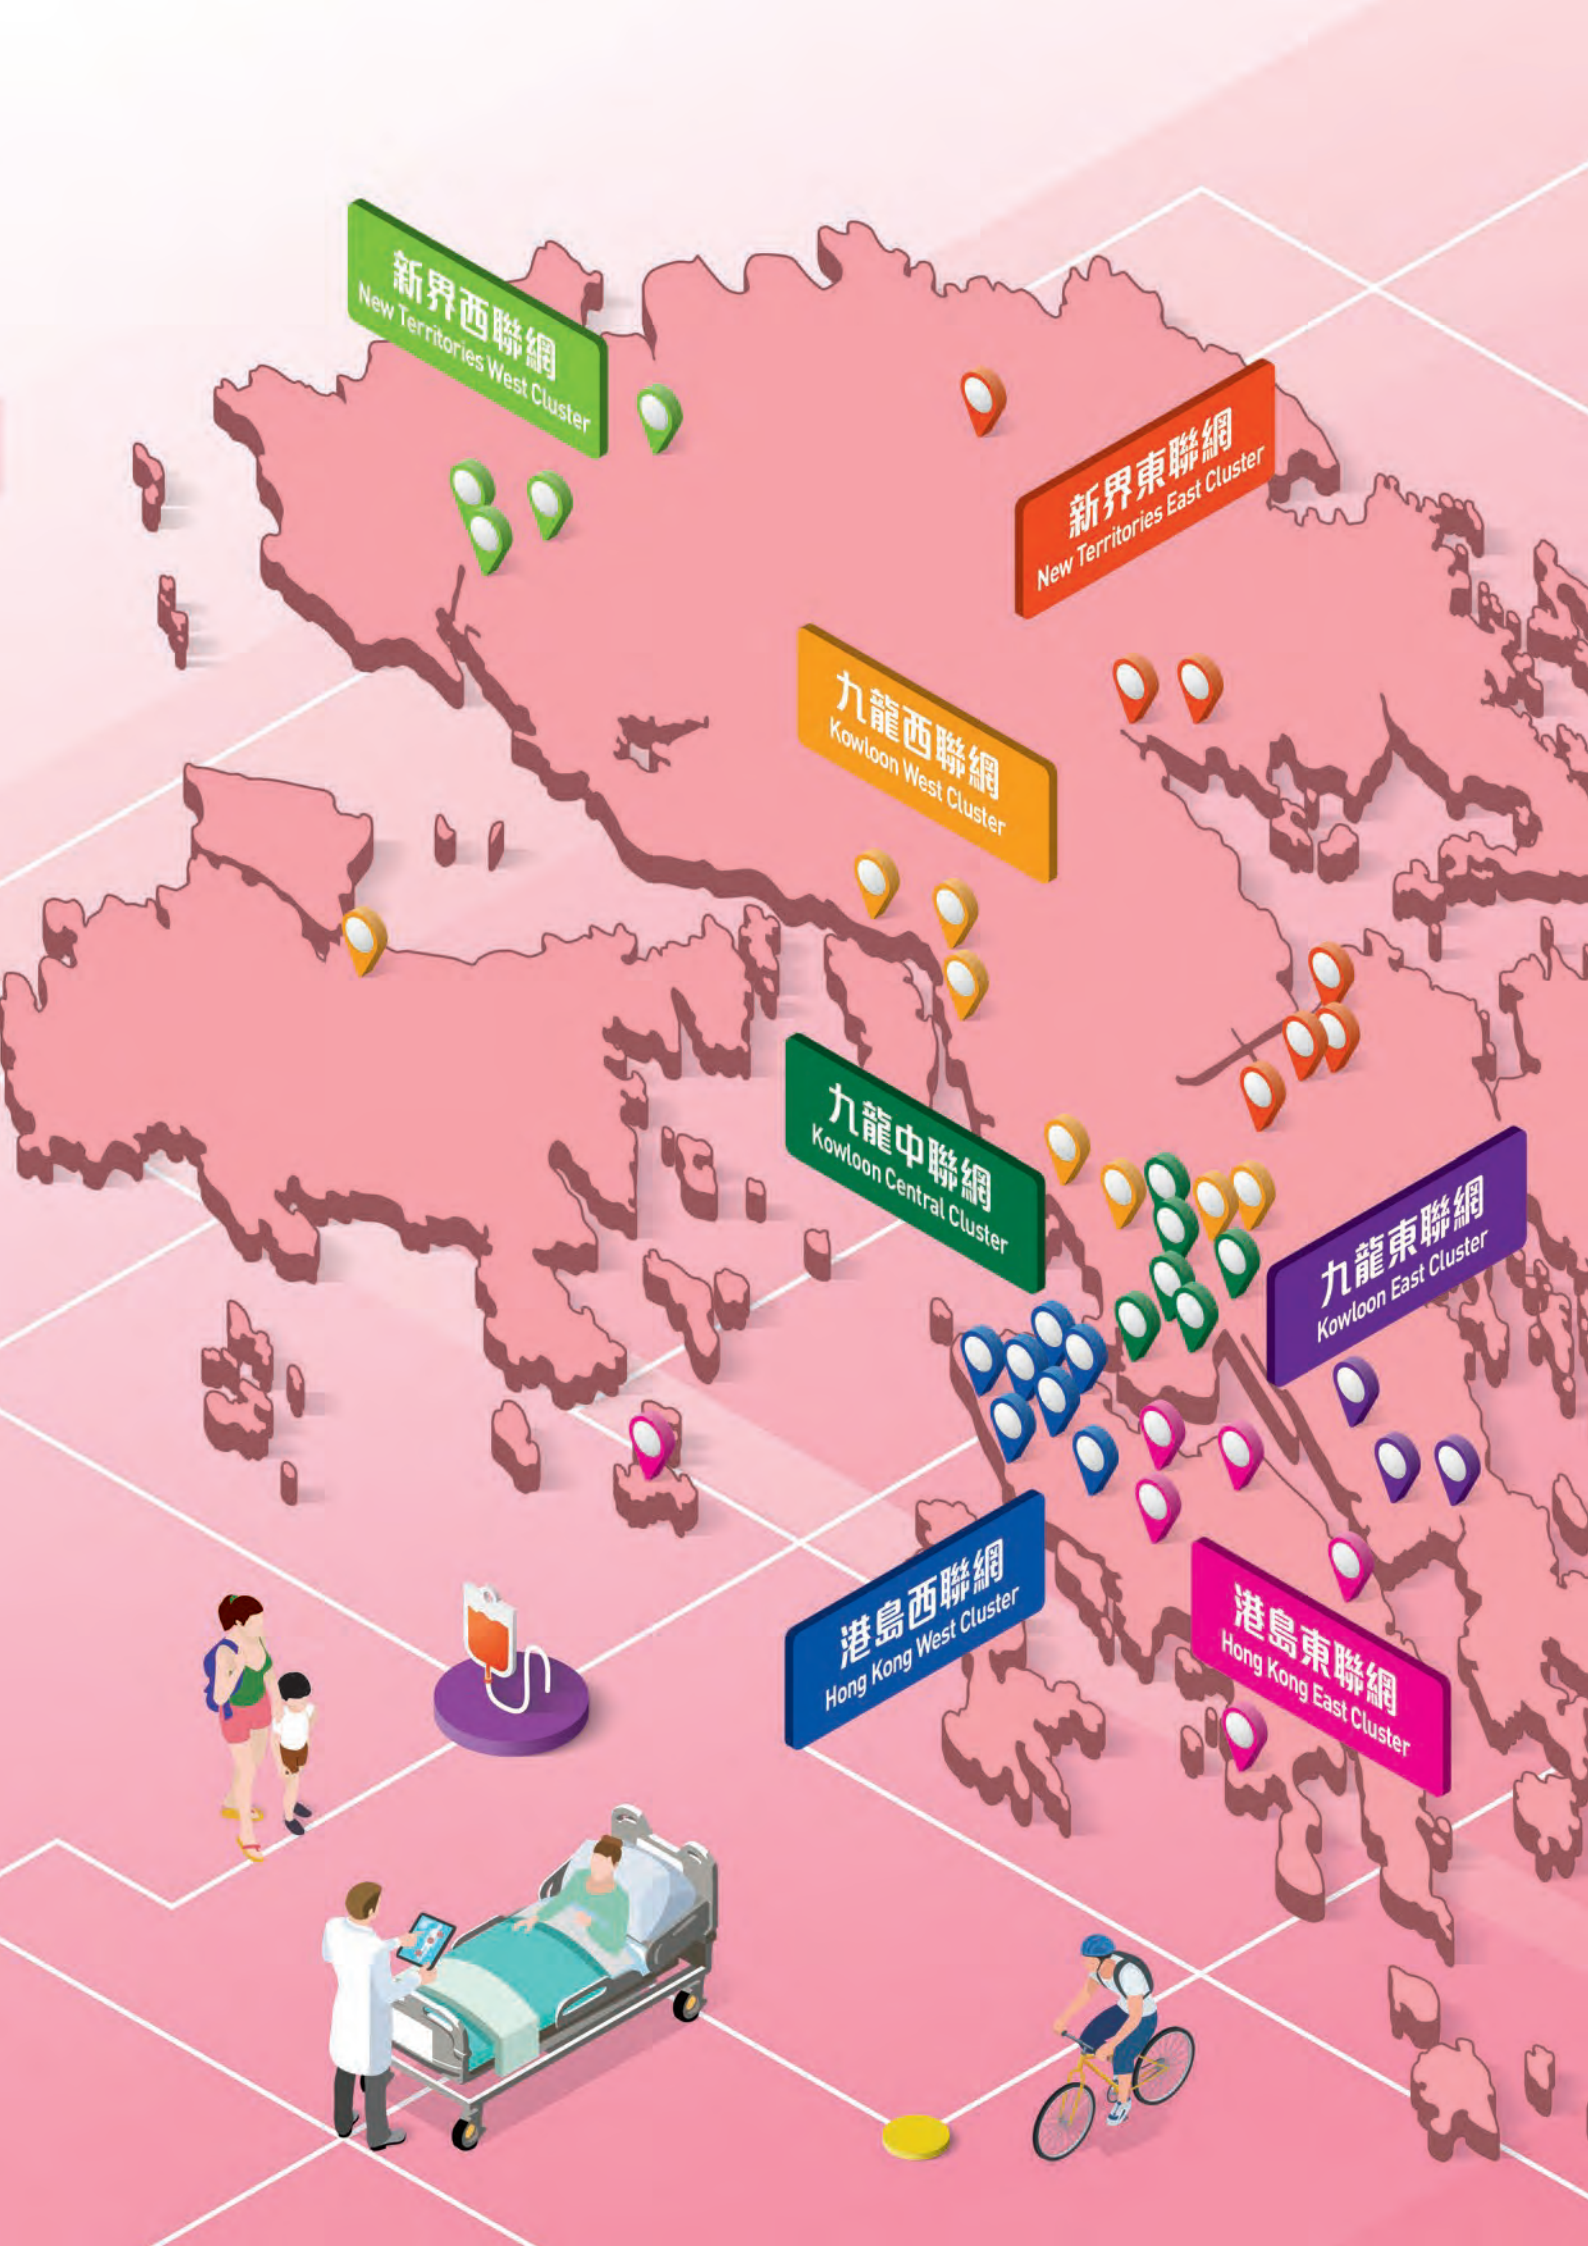 新界西聯網
New Territories West Cluster
新界東聯網
New Territories East Cluster
九龍西聯網
Kowloon West Cluster
九龍中聯網
Kowloon Central Cluster
九龍東聯網
Kowloon East Cluster
港島西聯網
Hong Kong West Cluster
港島東聯網
Hong Kong East Cluster